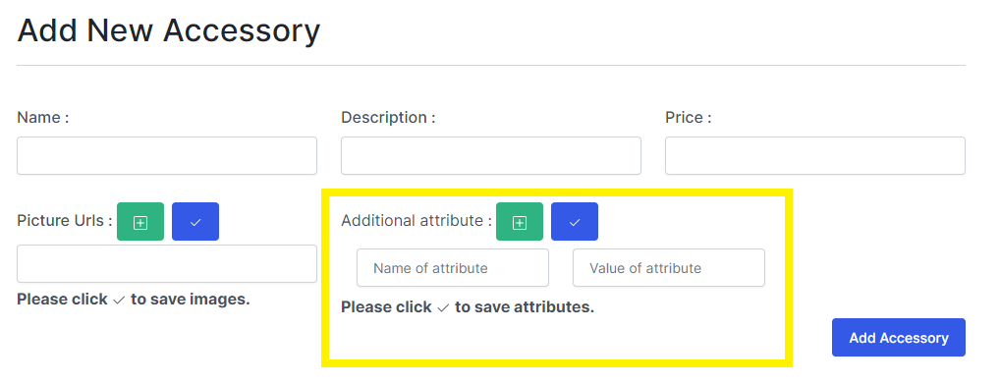 Add New Accessory
Name :
Description :
Price :
Picture Urls :
Additional attribute :
Name of attribute
Value of attribute
Please click ✓ to save images.
Please click ✓ to save attributes.
Add Accessory